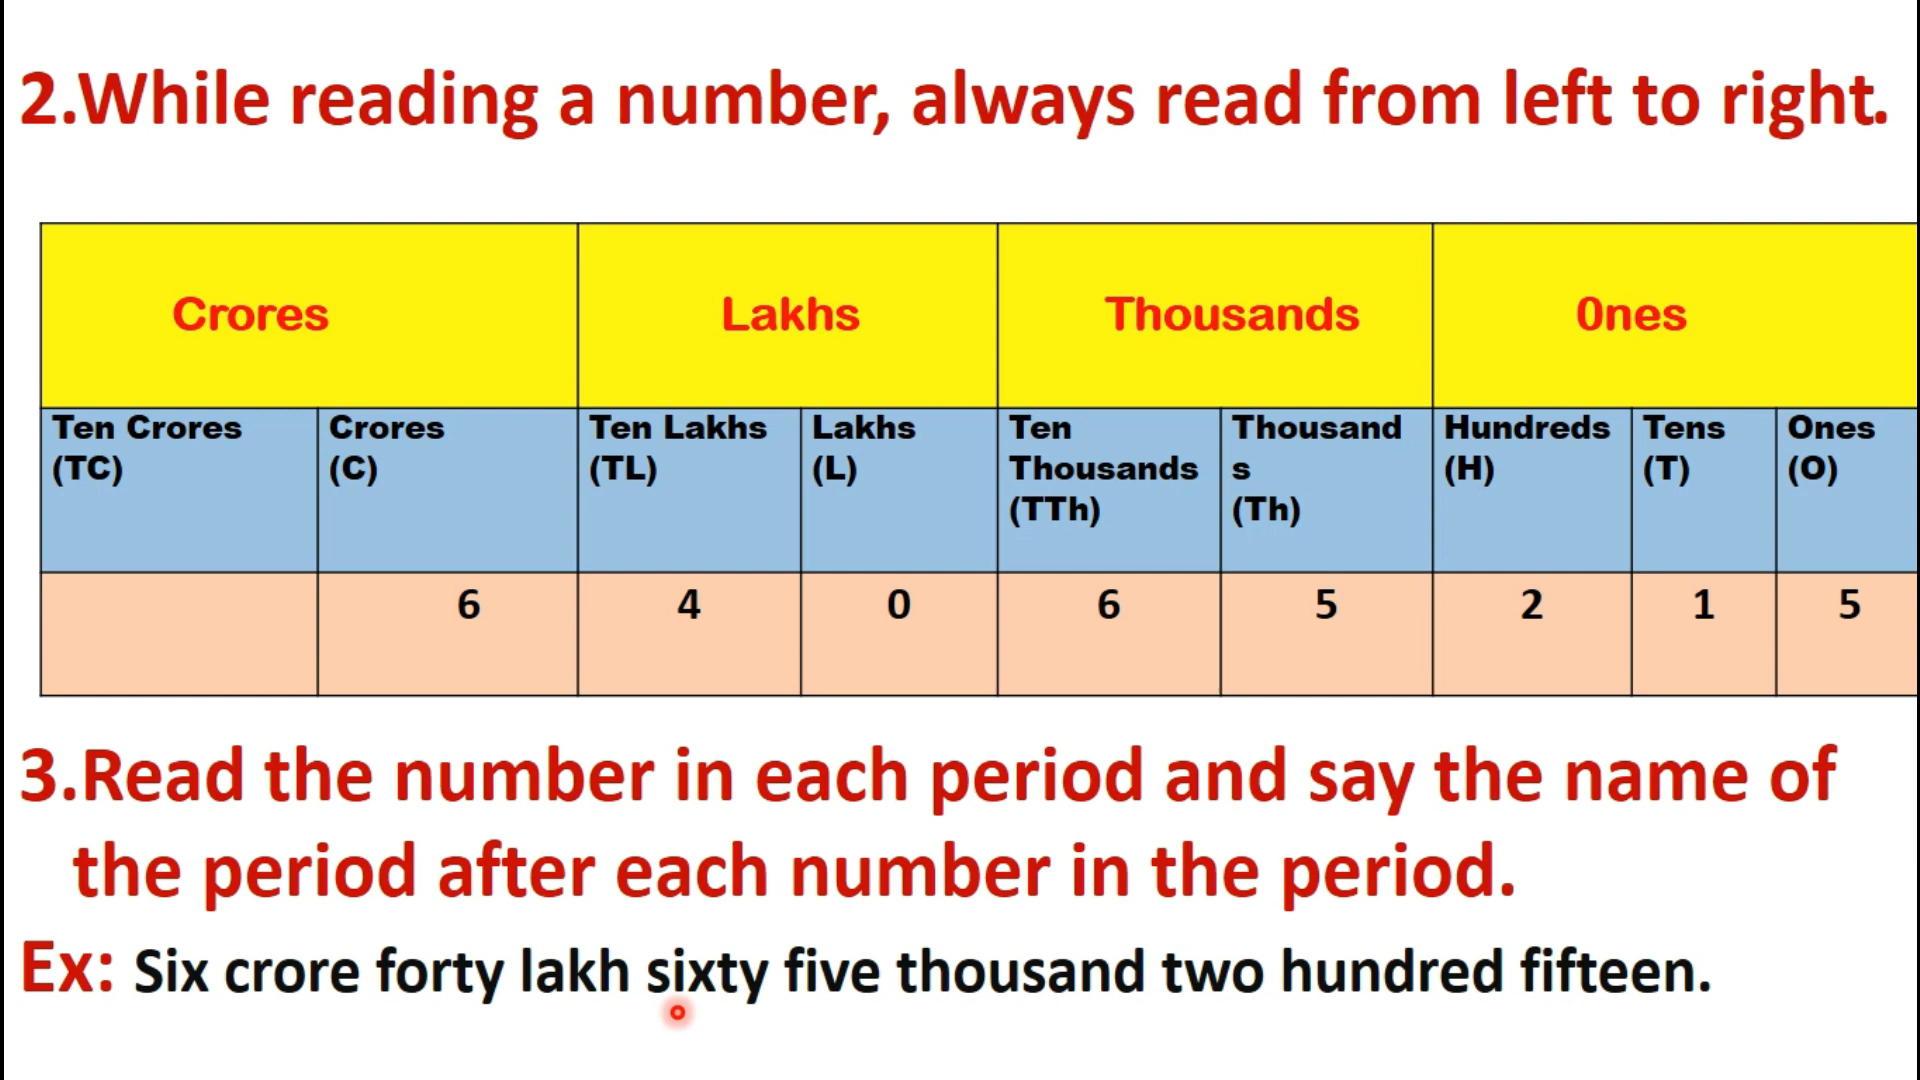 2.While reading a number, always read from left to right.
Crores Lakhs Thousands 0nes
Ten Crores (TC) Crores (C) Ten Lakhs (TL) Lakhs (L) Ten Thousands (TTh) Thousand s (Th) Hundreds (H) Tens (T) Ones (O)
6 4 0 6 5 2 1 5
3.Read the number in each period and say the name of
the period after each number in the period.
Ex: Six crore forty lakh sixty five thousand two hundred fifteen.